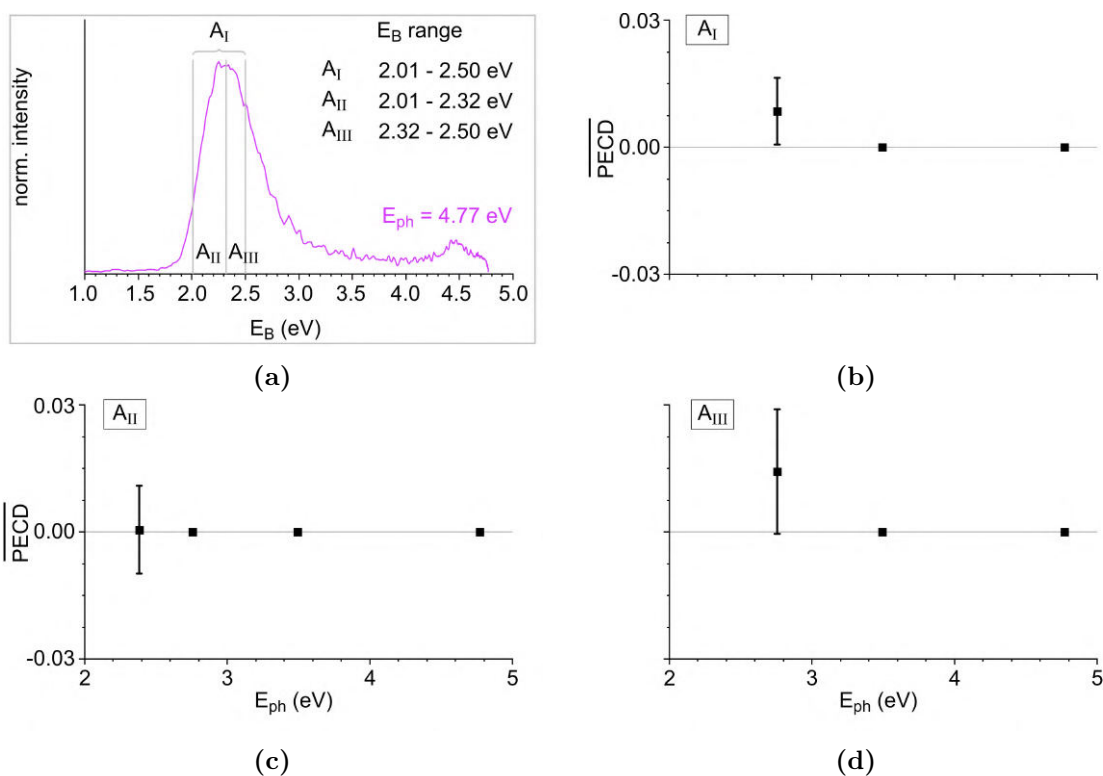 A_I
E_B range
A_I 2.01 - 2.50 eV
A_II 2.01 - 2.32 eV
A_III 2.32 - 2.50 eV
norm. intensity
E_ph = 4.77 eV
A_II A_III
1.0 1.5 2.0 2.5 3.0 3.5 4.0 4.5 5.0
E_B (eV)
(a)
0.03
A_I
PECD
0.00
-0.03
2 3 4 5
(b)
0.03
A_II
PECD
0.00
-0.03
2 3 4 5
E_ph (eV)
(c)
A_III
2 3 4 5
E_ph (eV)
(d)